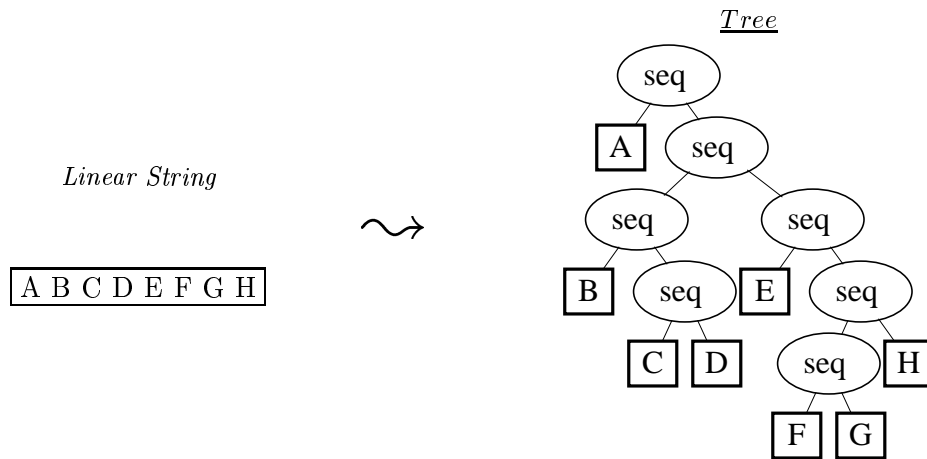 Tree
seq
A
seq
Linear String
seq
seq
A B C D E F G H
B
seq
E
seq
C
D
seq
H
F
G